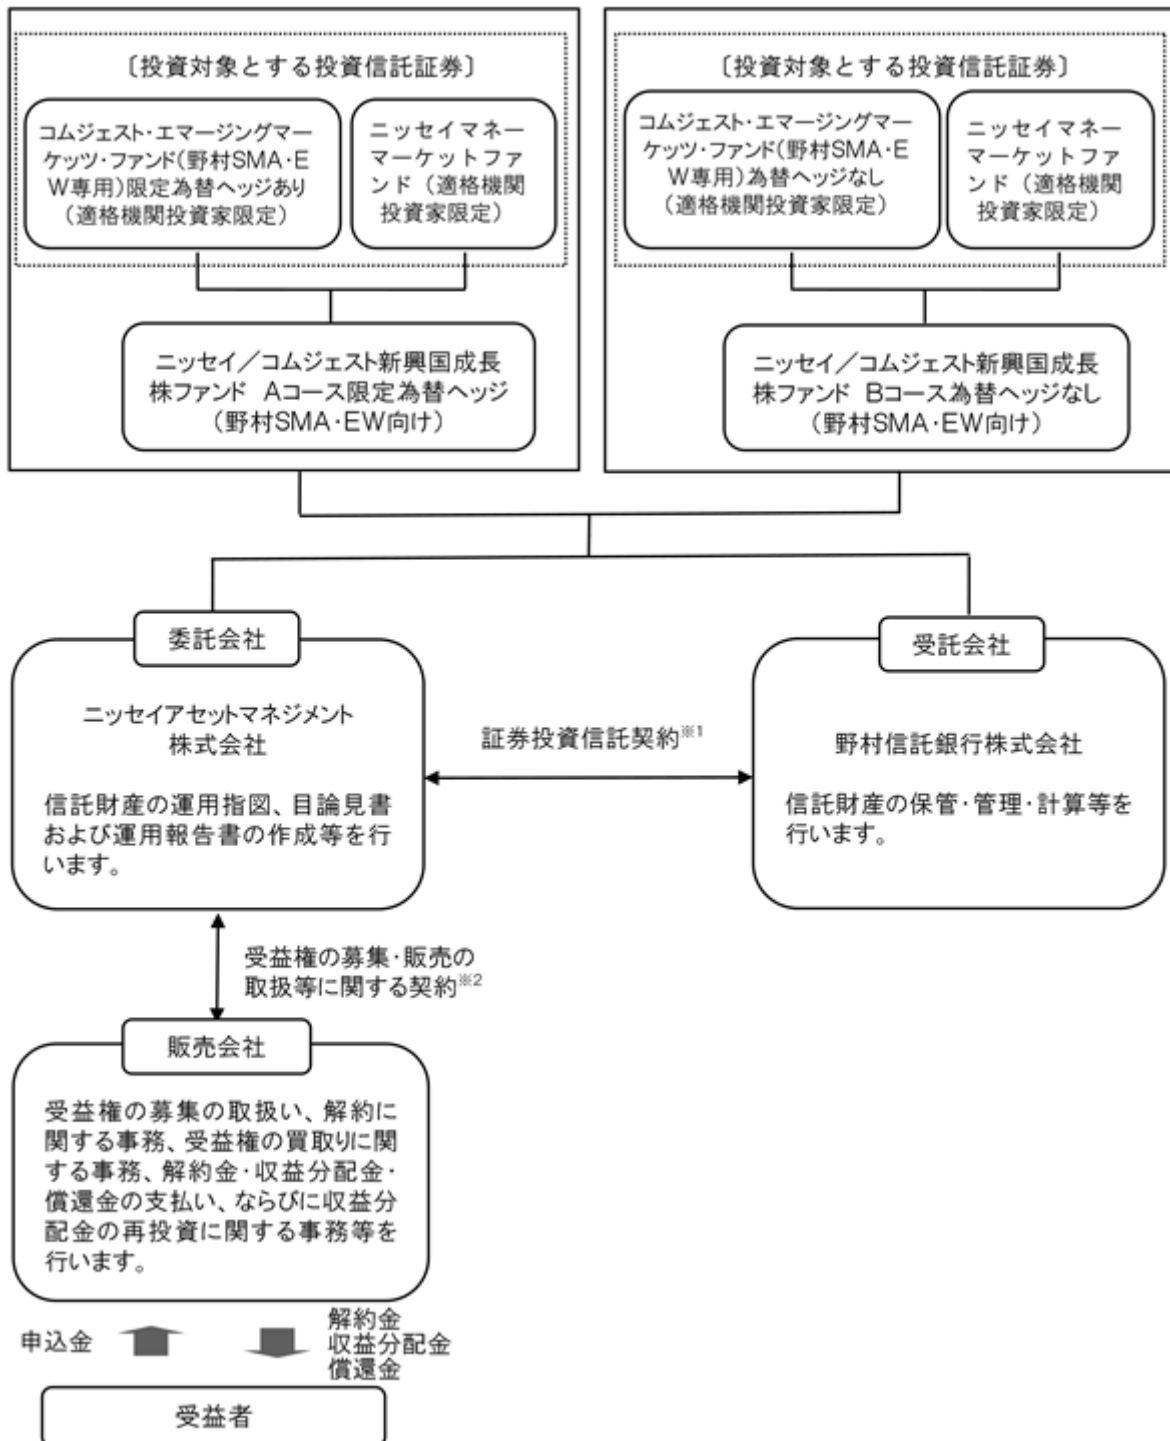 〔投資対象とする投資信託証券〕
コムジェスト・エマージングマー
ケッツ・ファンド(野村SMA・E
W専用)限定為替ヘッジあり
(適格機関投資家限定)
ニッセイマネー
マーケットファ
ンド(適格機関
投資家限定)
ニッセイ/コムジェスト新興国成長
株ファンド Aコース限定為替ヘッジ
(野村SMA・EW向け)
〔投資対象とする投資信託証券〕
コムジェスト・エマージングマー
ケッツ・ファンド(野村SMA・E
W専用)為替ヘッジなし
(適格機関投資家限定)
ニッセイマネー
マーケットファ
ンド(適格機関
投資家限定)
ニッセイ/コムジェスト新興国成長
株ファンド Bコース為替ヘッジなし
(野村SMA・EW向け)
委託会社
ニッセイアセットマネジメント
株式会社
信託財産の運用指図、目論見書
および運用報告書の作成等を行
います。
証券投資信託契約※1
受託会社
野村信託銀行株式会社
信託財産の保管・管理・計算等を
行います。
受益権の募集・販売の
取扱等に関する契約※2
販売会社
受益権の募集の取扱い、解約に
関する事務、受益権の買取りに関
する事務、解約金・収益分配金・
償還金の支払い、ならびに収益分
配金の再投資に関する事務等を
行います。
申込金
解約金
収益分配金
償還金
受益者